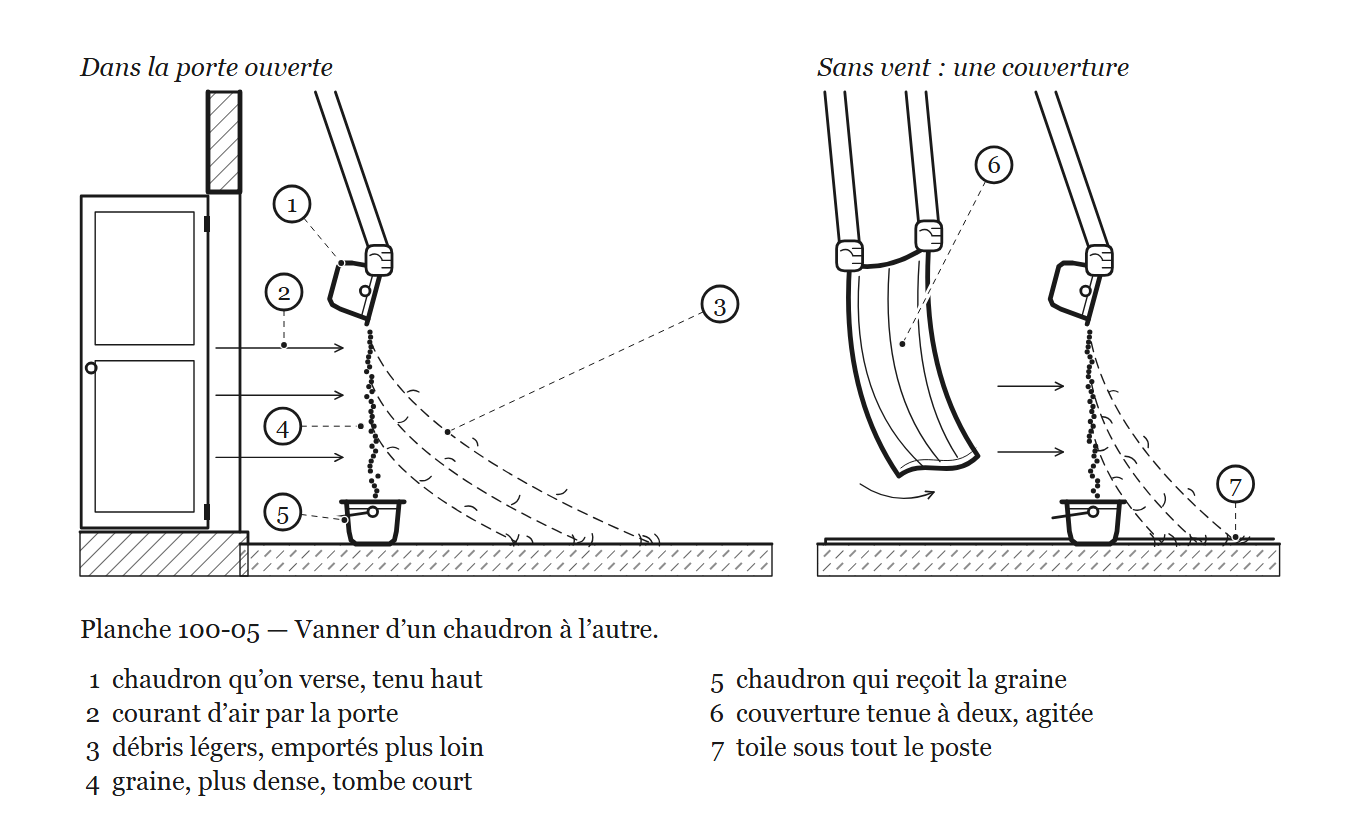 Dans la porte ouverte
Sans vent : une couverture
1
2
3
4
5
6
7
Planche 100-05 — Vanner d’un chaudron à l’autre.
1 chaudron qu’on verse, tenu haut
2 courant d’air par la porte
3 débris légers, emportés plus loin
4 graine, plus dense, tombe court
5 chaudron qui reçoit la graine
6 couverture tenue à deux, agitée
7 toile sous tout le poste